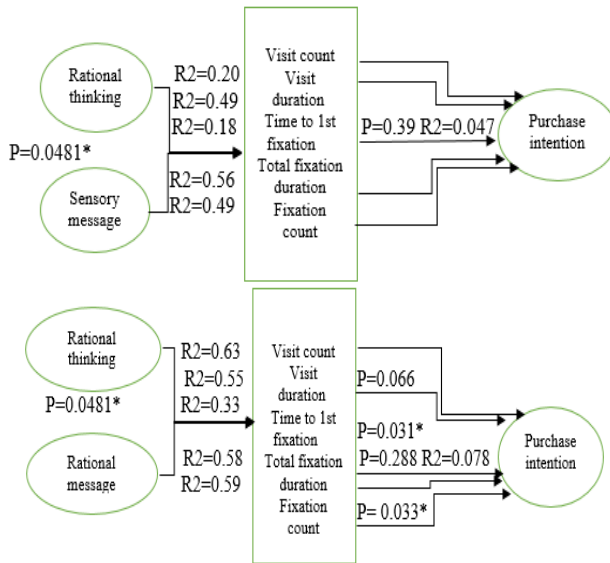 Rational
thinking
R2=0.20
R2=0.49
R2=0.18
P=0.0481*
R2=0.56
R2=0.49
Sensory
message
Visit count
Visit
duration
Time to 1st
fixation
Total fixation
duration
Fixation
count
P=0.39 R2=0.047
Purchase
intention
Rational
thinking
R2=0.63
R2=0.55
P=0.0481*
R2=0.33
R2=0.58
R2=0.59
Rational
message
Visit count
Visit
duration
Time to 1st
fixation
Total fixation
duration
Fixation
count
P=0.066
P=0.031*
P=0.288 R2=0.078
P= 0.033*
Purchase
intention